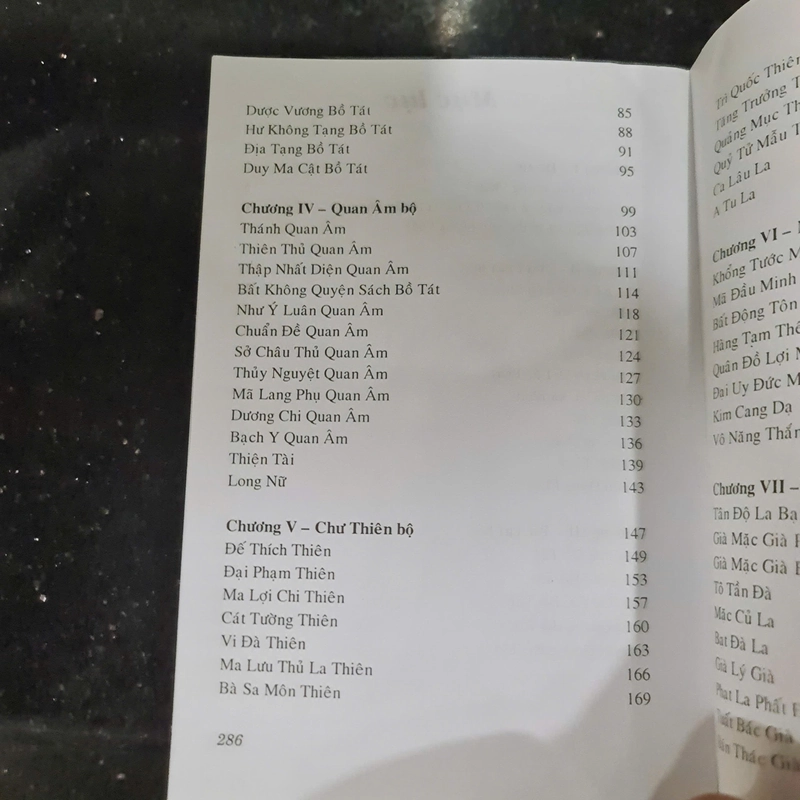 Dược Vương Bồ Tát 85
Hư Không Tạng Bồ Tát 88
Địa Tạng Bồ Tát 91
Duy Ma Cật Bồ Tát 95
Chương IV – Quan Âm bộ 99
Thánh Quan Âm 103
Thiên Thủ Quan Âm 107
Thập Nhất Diện Quan Âm 111
Bất Không Quyện Sách Bồ Tát 114
Như Ý Luân Quan Âm 118
Chuẩn Đề Quan Âm 121
Sở Châu Thủ Quan Âm 124
Thủy Nguyệt Quan Âm 127
Mã Lang Phụ Quan Âm 130
Dương Chi Quan Âm 133
Bạch Y Quan Âm 136
Thiện Tài 139
Long Nữ 143
Chương V – Chư Thiên bộ 147
Đế Thích Thiên 149
Đại Phạm Thiên 153
Ma Lợi Chi Thiên 157
Cát Tường Thiên 160
Vi Đà Thiên 163
Ma Lưu Thủ La Thiên 166
Bà Sa Môn Thiên 169
286
Trì Quốc Thiên
Tăng Trưởng
Quảng Mục
Quỷ Tử Mẫu
Ca Lâu La
A Tu La
Chương VI –
Khổng Tước
Mã Đầu Minh
Bất Động Tôn
Hàng Tam
Quân Đồ Lợi
Đại Uy Đức
Kim Cang Dạ
Vô Năng Thắn
Chương VII –
Tân Độ La Bạ
Già Mặc Già
Già Mặc Già
Tô Tần Đà
Mặc Củ La
Bạt Đà La
Già Lý Già
Phạt La Phất
Bác Già
Thác Già